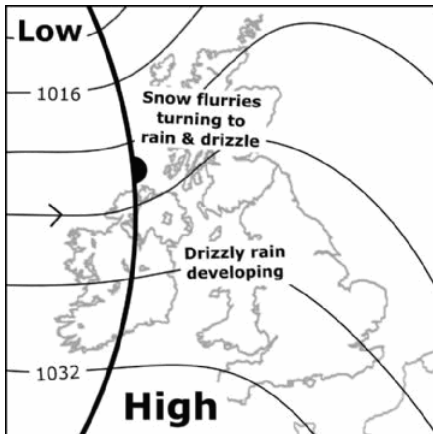 Low
1016
Snow flurries
turning to
rain & drizzle
Drizzly rain
developing
1032
High